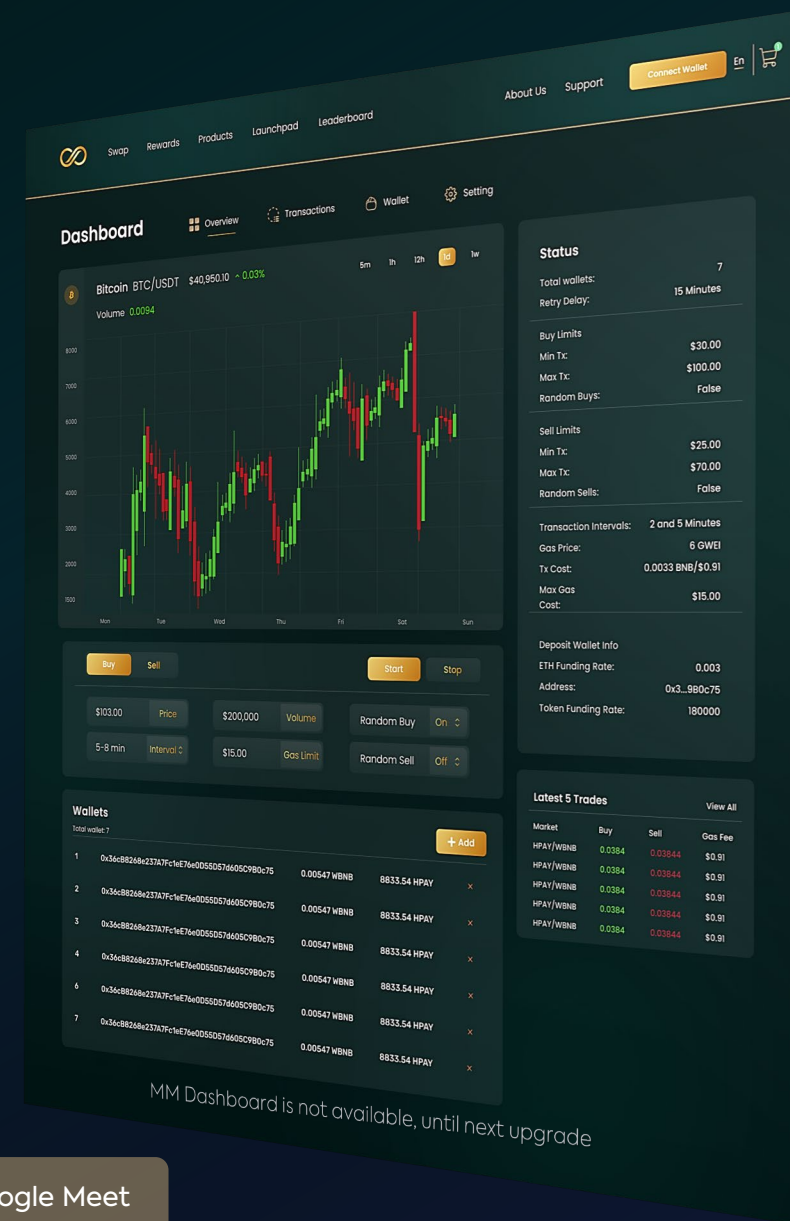 Swap Rewards Products Launchpad Leaderboard About Us Support Connect Wallet En
Dashboard Overview Transactions Wallet Setting
Bitcoin BTC/USDT $40,950.10 0.03% 5m 1h 12h 1d 1w
Volume 0.0094
8000
7000
6000
5000
4000
3000
2000
1500
Mon Tue Wed Thu Fri Sat Sun
Buy Sell Start Stop
$103.00 Price $200,000 Volume Random Buy On
5-8 min Interval $15.00 Gas Limit Random Sell Off
Wallets
Total wallet: 7
+ Add
1 0x36cB8268e237A7Fc1eE76e0D55D57d605C9B0c75 0.00547 WBNB 8833.54 HPAY x
2 0x36cB8268e237A7Fc1eE76e0D55D57d605C9B0c75 0.00547 WBNB 8833.54 HPAY x
3 0x36cB8268e237A7Fc1eE76e0D55D57d605C9B0c75 0.00547 WBNB 8833.54 HPAY x
4 0x36cB8268e237A7Fc1eE76e0D55D57d605C9B0c75 0.00547 WBNB 8833.54 HPAY x
6 0x36cB8268e237A7Fc1eE76e0D55D57d605C9B0c75 0.00547 WBNB 8833.54 HPAY x
7 0x36cB8268e237A7Fc1eE76e0D55D57d605C9B0c75 0.00547 WBNB 8833.54 HPAY x
Status
Total wallets: 7
Retry Delay: 15 Minutes
Buy Limits
Min Tx: $30.00
Max Tx: $100.00
Random Buys: False
Sell Limits
Min Tx: $25.00
Max Tx: $70.00
Random Sells: False
Transaction Intervals: 2 and 5 Minutes
Gas Price: 6 GWEI
Tx Cost: 0.0033 BNB/$0.91
Max Gas
Cost: $15.00
Deposit Wallet Info
ETH Funding Rate: 0.003
Address: 0x3...9B0c75
Token Funding Rate: 180000
Latest 5 Trades View All
Market Buy Sell Gas Fee
HPAY/WBNB 0.0384 0.03844 $0.91
HPAY/WBNB 0.0384 0.03844 $0.91
HPAY/WBNB 0.0384 0.03844 $0.91
HPAY/WBNB 0.0384 0.03844 $0.91
HPAY/WBNB 0.0384 0.03844 $0.91
MM Dashboard is not available, until next upgrade
ogle Meet